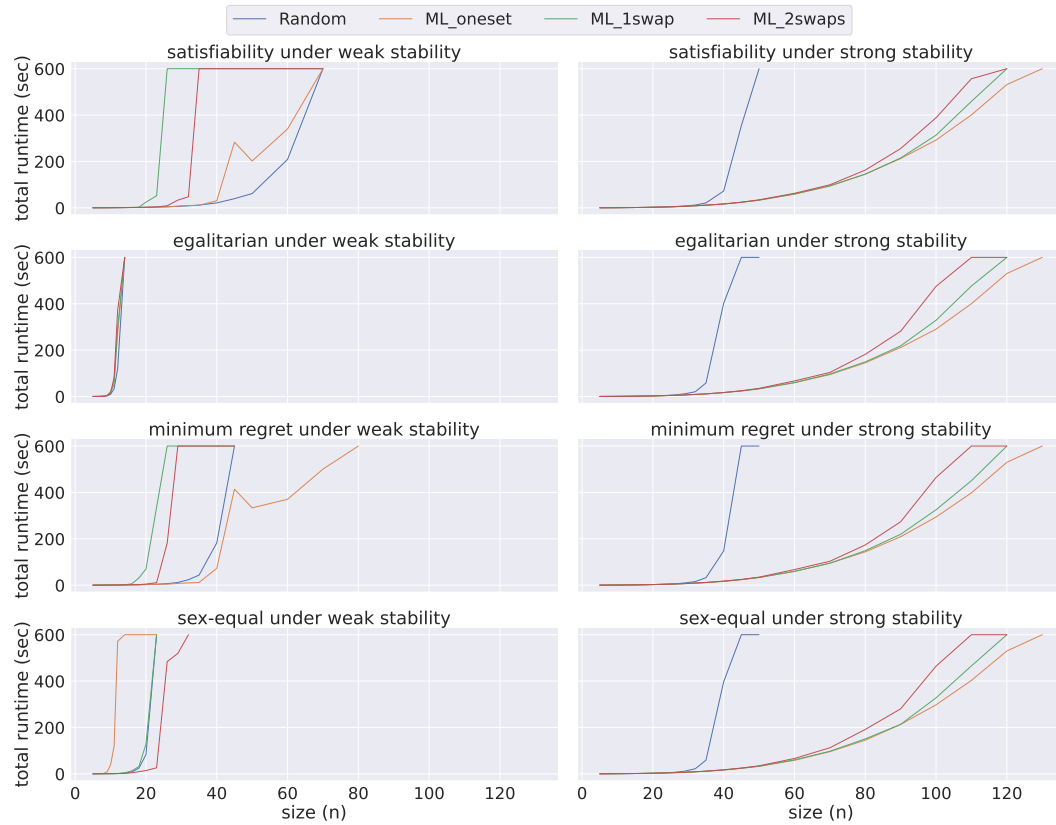 Random ML_oneset ML_1swap ML_2swaps
satisfiability under weak stability
total runtime (sec)
600
400
200
0
satisfiability under strong stability
egalitarian under weak stability
total runtime (sec)
600
400
200
0
egalitarian under strong stability
minimum regret under weak stability
total runtime (sec)
600
400
200
0
minimum regret under strong stability
sex-equal under weak stability
total runtime (sec)
600
400
200
0
0 20 40 60 80 100 120
size (n)
sex-equal under strong stability
0 20 40 60 80 100 120
size (n)